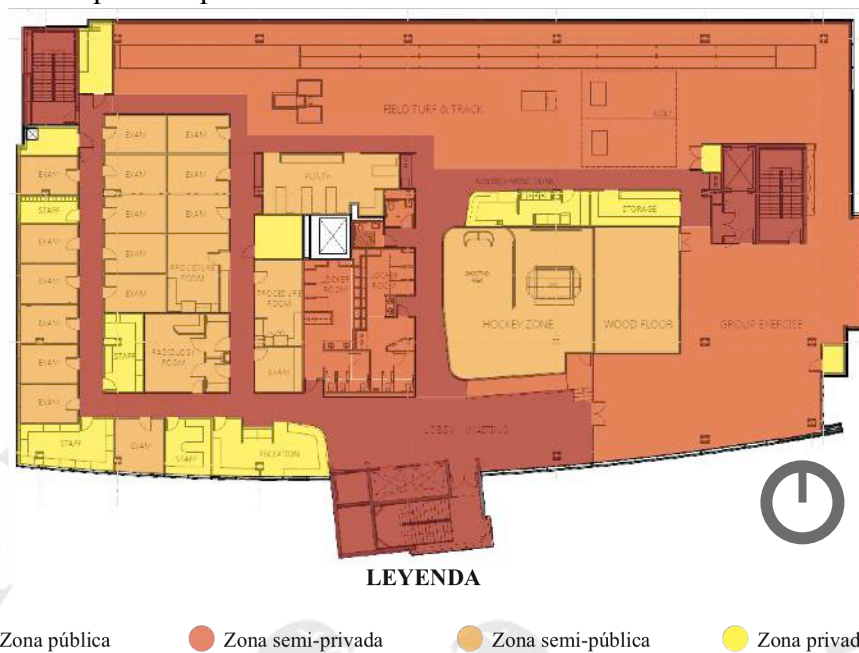 FIELD TURF & TRACK
EXAM EXAM
EXAM EXAM
EXAM
EXAM EXAM
STAFF
STORAGE
EXAM EXAM
EXAM
PROCEDURE
ROOM
EXAM
EXAM
PROCEDURE
ROOM
LOCKER
ROOM
LOCKER
ROOM
EXAM
HOCKEY ZONE
WOOD FLOOR
GROUP EXERCISE
STAFF
RADIOLOGY
ROOM
EXAM
EXAM
EXAM
STAFF
EXAM
STAFF
RECEPTION
LOBBY / WAITING
LEYENDA
Zona pública
Zona semi-privada
Zona semi-pública
Zona privad